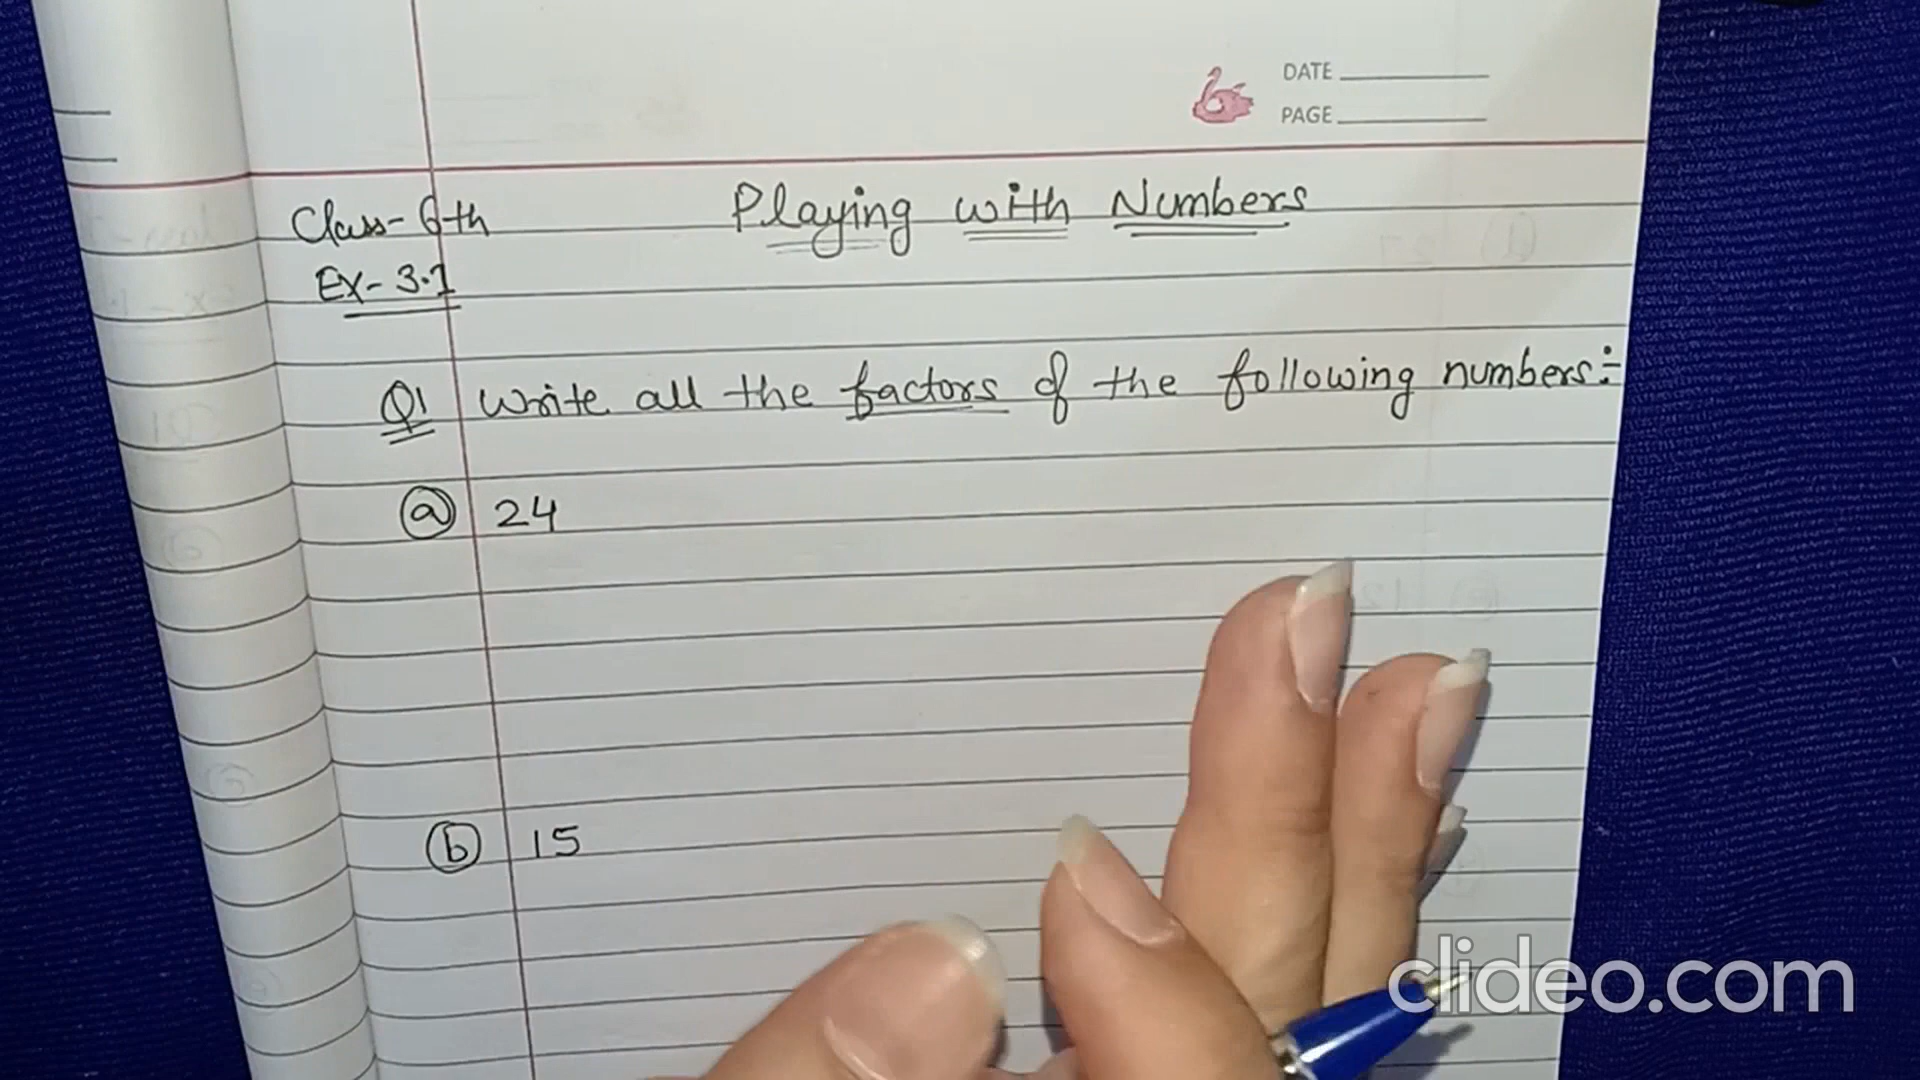 DATE
PAGE
Class- 6th Playing with Numbers
Ex- 3.1
Q1 Write all the factors of the following numbers:-
(a) 24
(b) 15
clideo.com